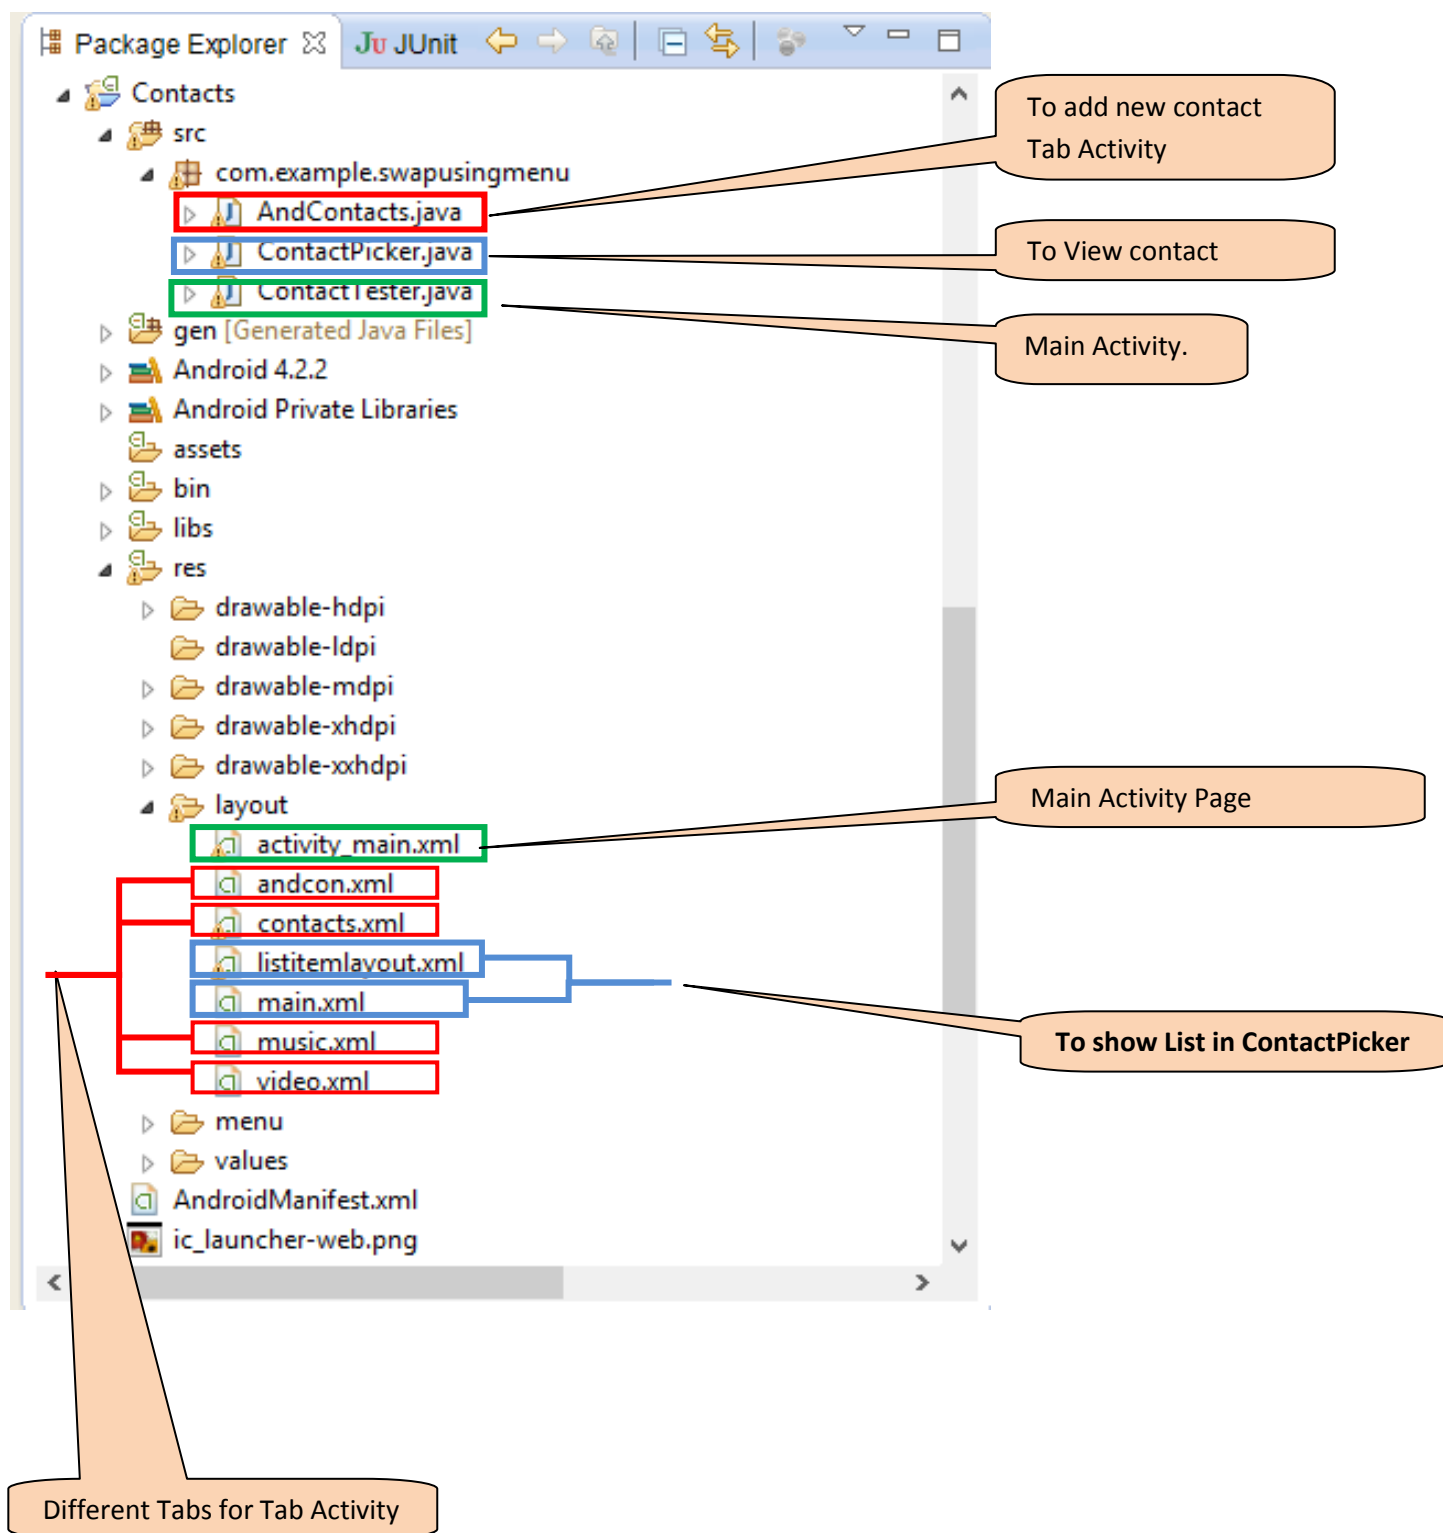 Package Explorer JUnit
Contacts
src
com.example.swapusingmenu
AndContacts.java
ContactPicker.java
ContactTester.java
gen [Generated Java Files]
Android 4.2.2
Android Private Libraries
assets
bin
libs
res
drawable-hdpi
drawable-ldpi
drawable-mdpi
drawable-xhdpi
drawable-xxhdpi
layout
activity_main.xml
andcon.xml
contacts.xml
listitemlayout.xml
main.xml
music.xml
video.xml
menu
values
AndroidManifest.xml
ic_launcher-web.png
To add new contact
Tab Activity
To View contact
Main Activity.
Main Activity Page
To show List in ContactPicker
Different Tabs for Tab Activity